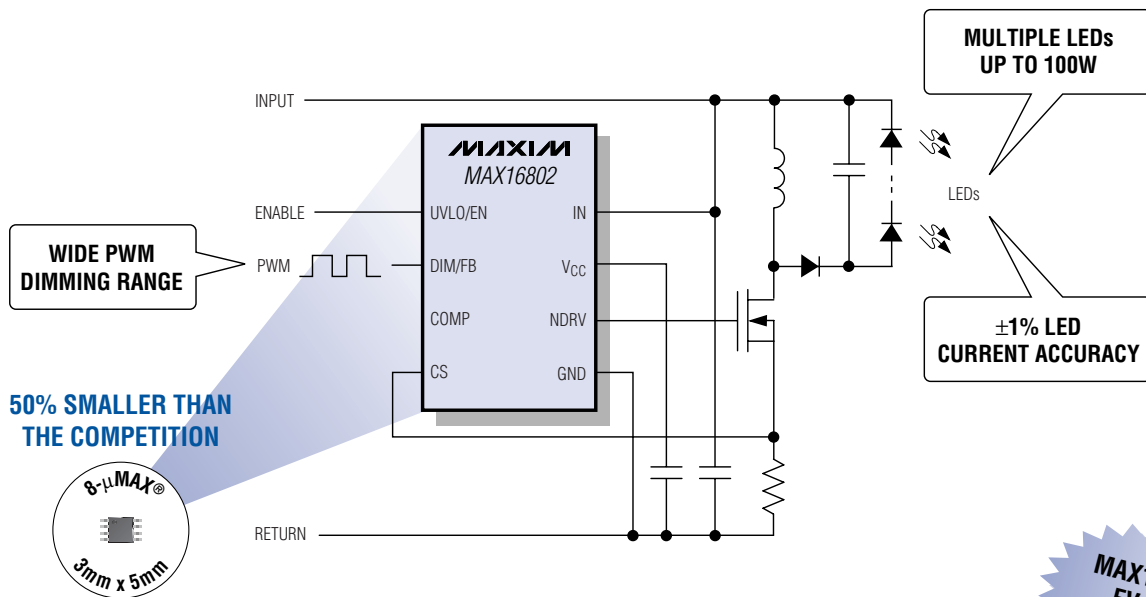 MULTIPLE LEDs
UP TO 100W
INPUT
MAXIM
MAX16802
ENABLE
UVLO/EN
IN
LEDs
WIDE PWM
DIMMING RANGE
PWM
DIM/FB
VCC
COMP
NDRV
±1% LED
CURRENT ACCURACY
CS
GND
50% SMALLER THAN
THE COMPETITION
8-µMAX®
3mm x 5mm
RETURN